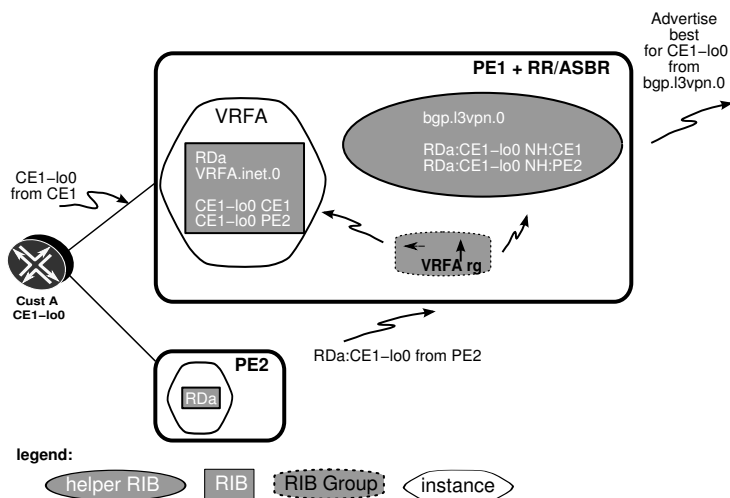 Advertise
best
for CE1−lo0
from
bgp.l3vpn.0
PE1 + RR/ASBR
VRFA
bgp.l3vpn.0
RDa:CE1−lo0 NH:CE1
RDa:CE1−lo0 NH:PE2
RDa
VRFA.inet.0
CE1−lo0 CE1
CE1−lo0 PE2
CE1−lo0
from CE1
VRFA rg
Cust A
CE1−lo0
RDa:CE1−lo0 from PE2
PE2
RDa
legend:
helper RIB
RIB
RIB Group
instance